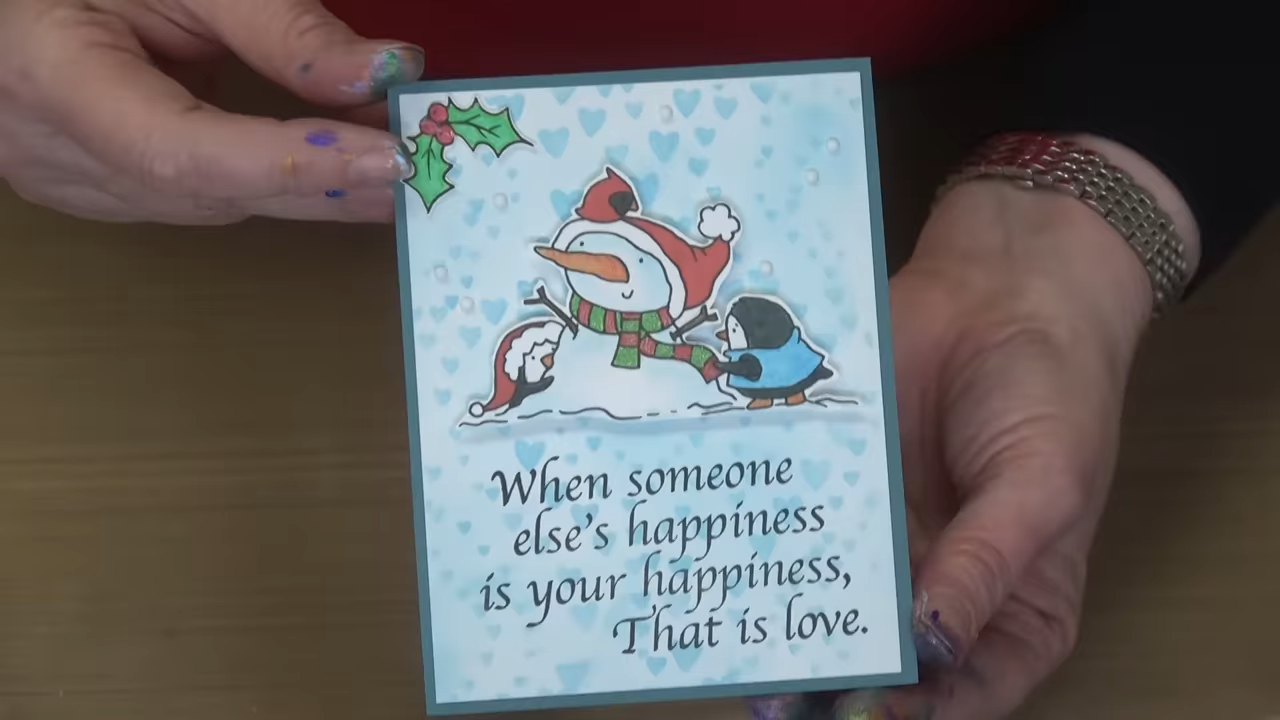 When someone
else's happiness
is your happiness,
That is love.